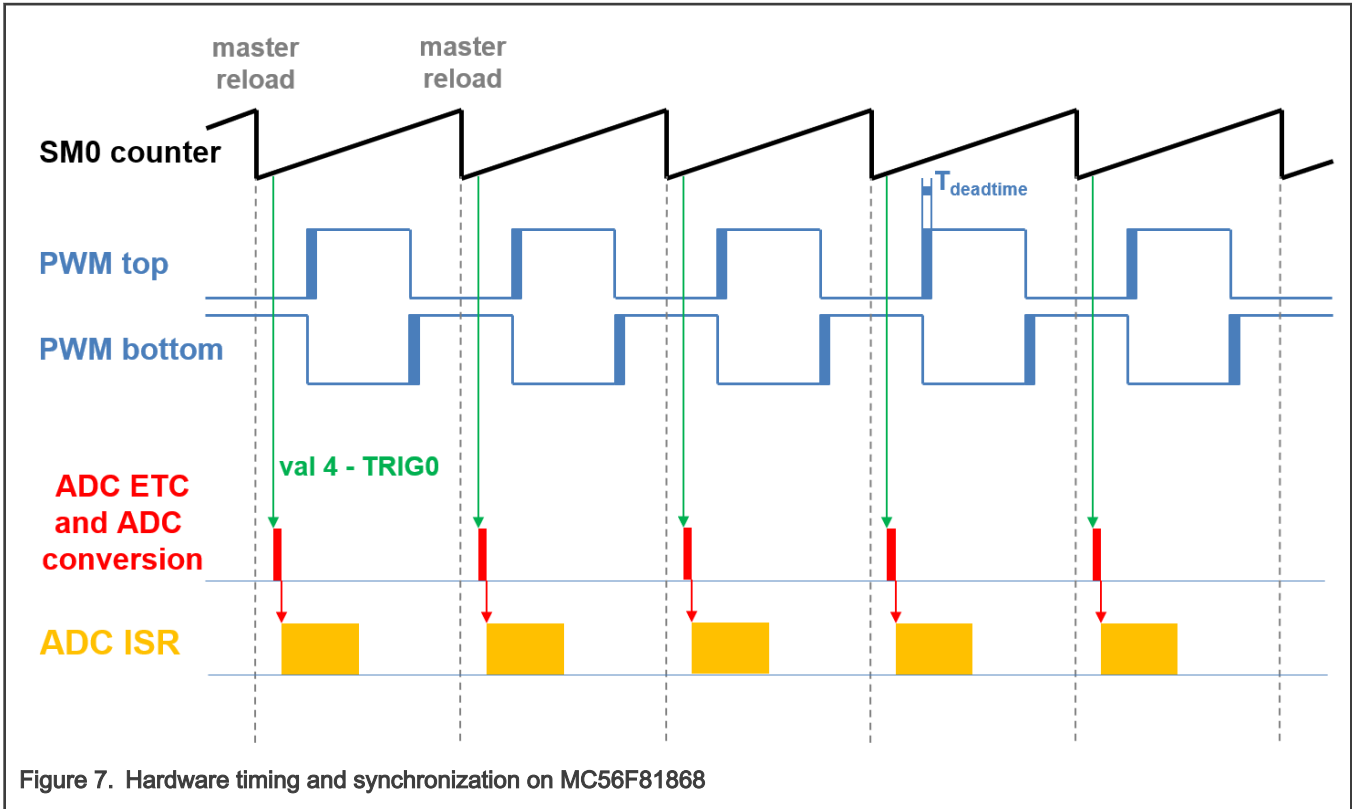 master
reload
master
reload
SM0 counter
Tdeadtime
PWM top
PWM bottom
val 4 - TRIG0
ADC ETC
and ADC
conversion
ADC ISR
Figure 7. Hardware timing and synchronization on MC56F81868